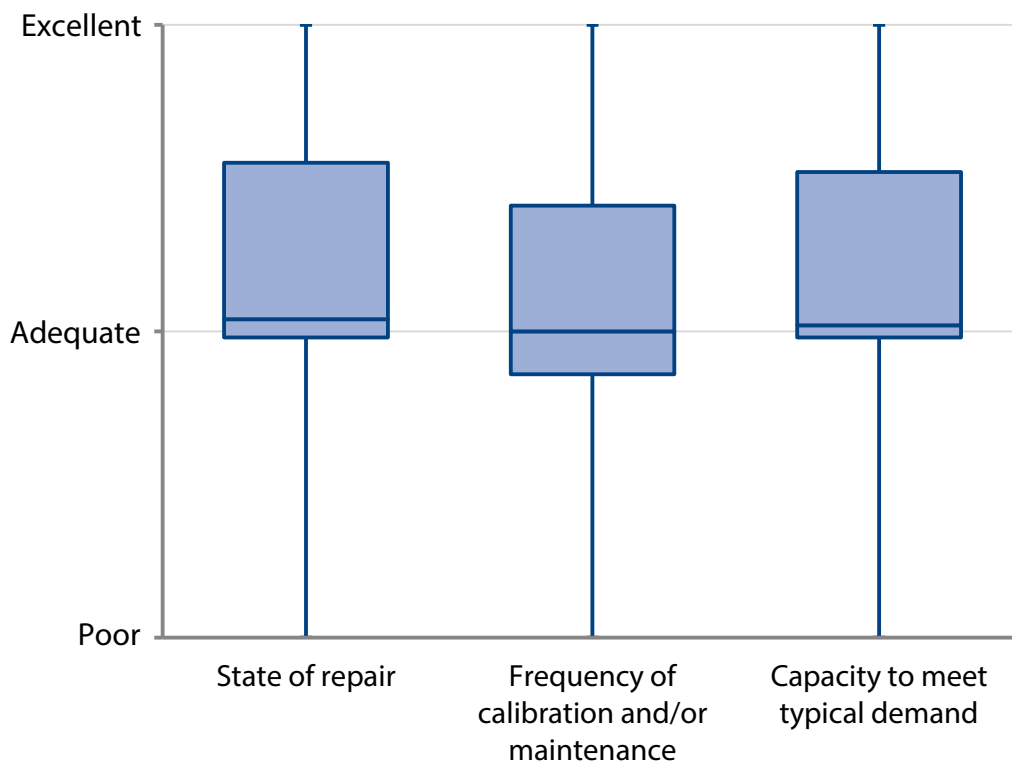 Excellent
Adequate
Poor
State of repair
Frequency of
calibration and/or
maintenance
Capacity to meet
typical demand